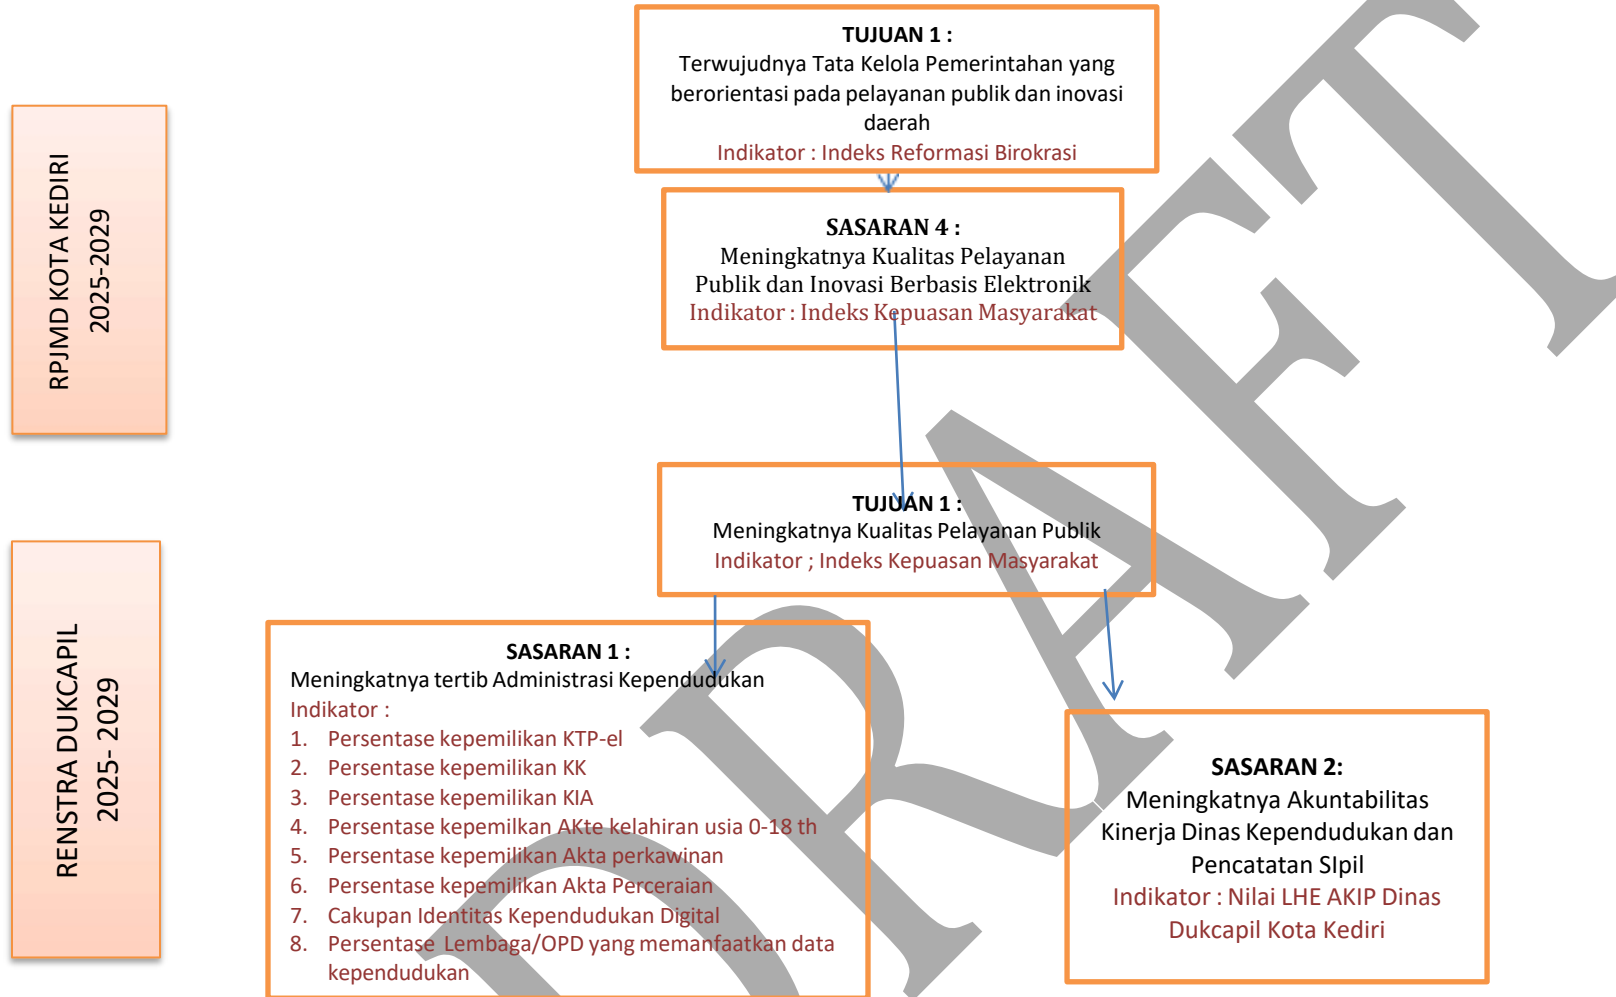 RPJMD KOTA KEDIRI
2025-2029
TUJUAN 1 :
Terwujudnya Tata Kelola Pemerintahan yang
berorientasi pada pelayanan publik dan inovasi
daerah
Indikator : Indeks Reformasi Birokrasi
SASARAN 4 :
Meningkatnya Kualitas Pelayanan
Publik dan Inovasi Berbasis Elektronik
Indikator : Indeks Kepuasan Masyarakat
RENSTRA DUKCAPIL
2025- 2029
TUJUAN 1 :
Meningkatnya Kualitas Pelayanan Publik
Indikator ; Indeks Kepuasan Masyarakat
SASARAN 1 :
Meningkatnya tertib Administrasi Kependudukan
Indikator :
1. Persentase kepemilikan KTP-el
2. Persentase kepemilikan KK
3. Persentase kepemilikan KIA
4. Persentase kepemilkan AKte kelahiran usia 0-18 th
5. Persentase kepemilikan Akta perkawinan
6. Persentase kepemilikan Akta Perceraian
7. Cakupan Identitas Kependudukan Digital
8. Persentase Lembaga/OPD yang memanfaatkan data
kependudukan
SASARAN 2:
Meningkatnya Akuntabilitas
Kinerja Dinas Kependudukan dan
Pencatatan SIpil
Indikator : Nilai LHE AKIP Dinas
Dukcapil Kota Kediri
DRAFT